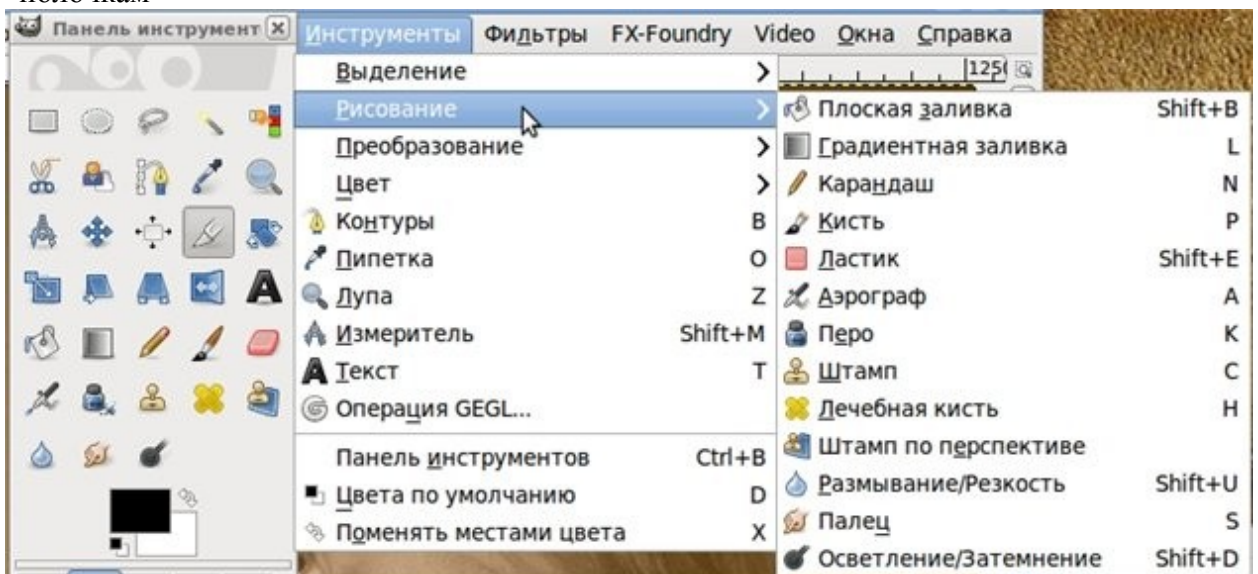 полочкам
Панель инструмент
Инструменты Фильтры FX-Foundry Video Окна Справка
Выделение
125
Рисование
Преобразование
Цвет
Контуры B
Пипетка O
Лупа Z
Измеритель Shift+M
Текст T
Операция GEGL...
Панель инструментов Ctrl+B
Цвета по умолчанию D
Поменять местами цвета X
Плоская заливка Shift+B
Градиентная заливка L
Карандаш N
Кисть P
Ластик Shift+E
Аэрограф A
Перо K
Штамп C
Лечебная кисть H
Штамп по перспективе
Размывание/Резкость Shift+U
Палец S
Осветление/Затемнение Shift+D